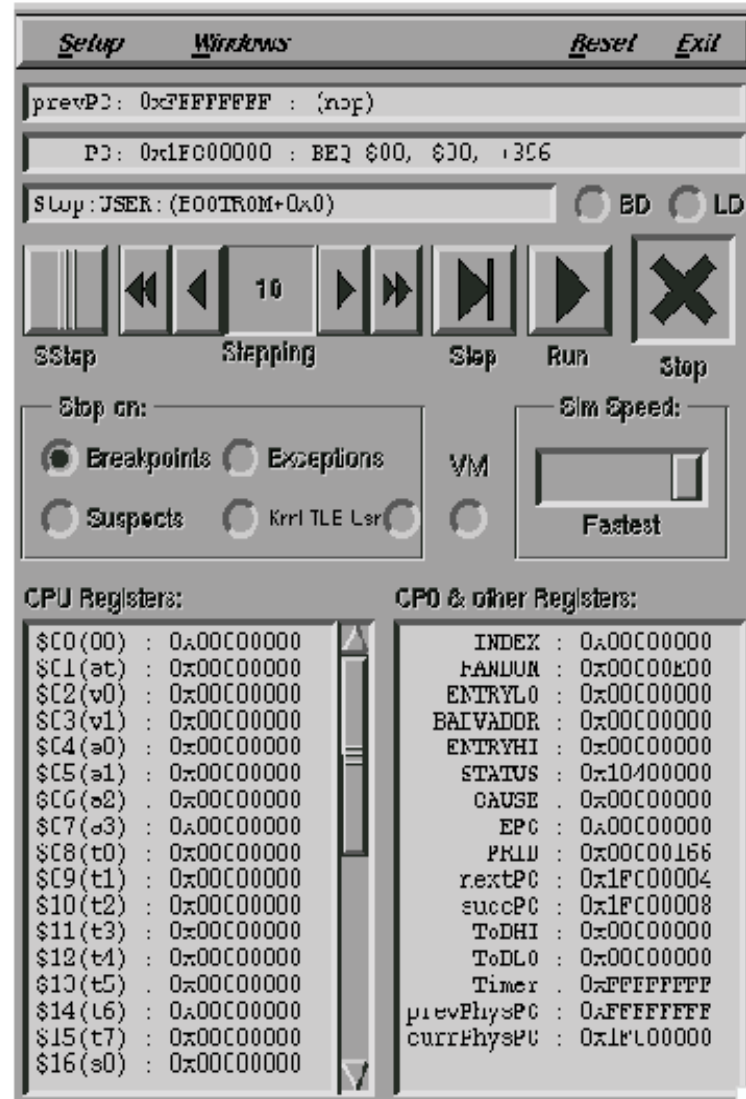 Setup Windows Reset Exit
prevPC: 0xFFFFFFFF : (nop)
PC: 0x1FC00000 : BEQ $00, $00, +356
Stop:USER:(BOOTROM+0x0) BD LD
10
SStep Stepping Step Run Stop
Stop on: Sim Speed:
Breakpoints Exceptions VM
Suspects Krnl TLB Usr Fastest
CPU Registers: CP0 & other Registers:
$00(00) : 0x00000000 INDEX : 0x00000000
$01(at) : 0x00000000 RANDOM : 0x00000E00
$02(v0) : 0x00000000 ENTRYLO : 0x00000000
$03(v1) : 0x00000000 BADVADDR : 0x00000000
$04(a0) : 0x00000000 ENTRYHI : 0x00000000
$05(a1) : 0x00000000 STATUS : 0x10400000
$06(a2) : 0x00000000 CAUSE : 0x00000000
$07(a3) : 0x00000000 EPC : 0x00000000
$08(t0) : 0x00000000 PRID : 0x00000166
$09(t1) : 0x00000000 nextPC : 0x1FC00004
$10(t2) : 0x00000000 succPC : 0x1FC00008
$11(t3) : 0x00000000 ToDHI : 0x00000000
$12(t4) : 0x00000000 ToDLO : 0x00000000
$13(t5) : 0x00000000 Timer : 0xFFFFFFFF
$14(t6) : 0x00000000 prevPhysPC : 0xFFFFFFFF
$15(t7) : 0x00000000 currPhysPC : 0x1FC00000
$16(s0) : 0x00000000